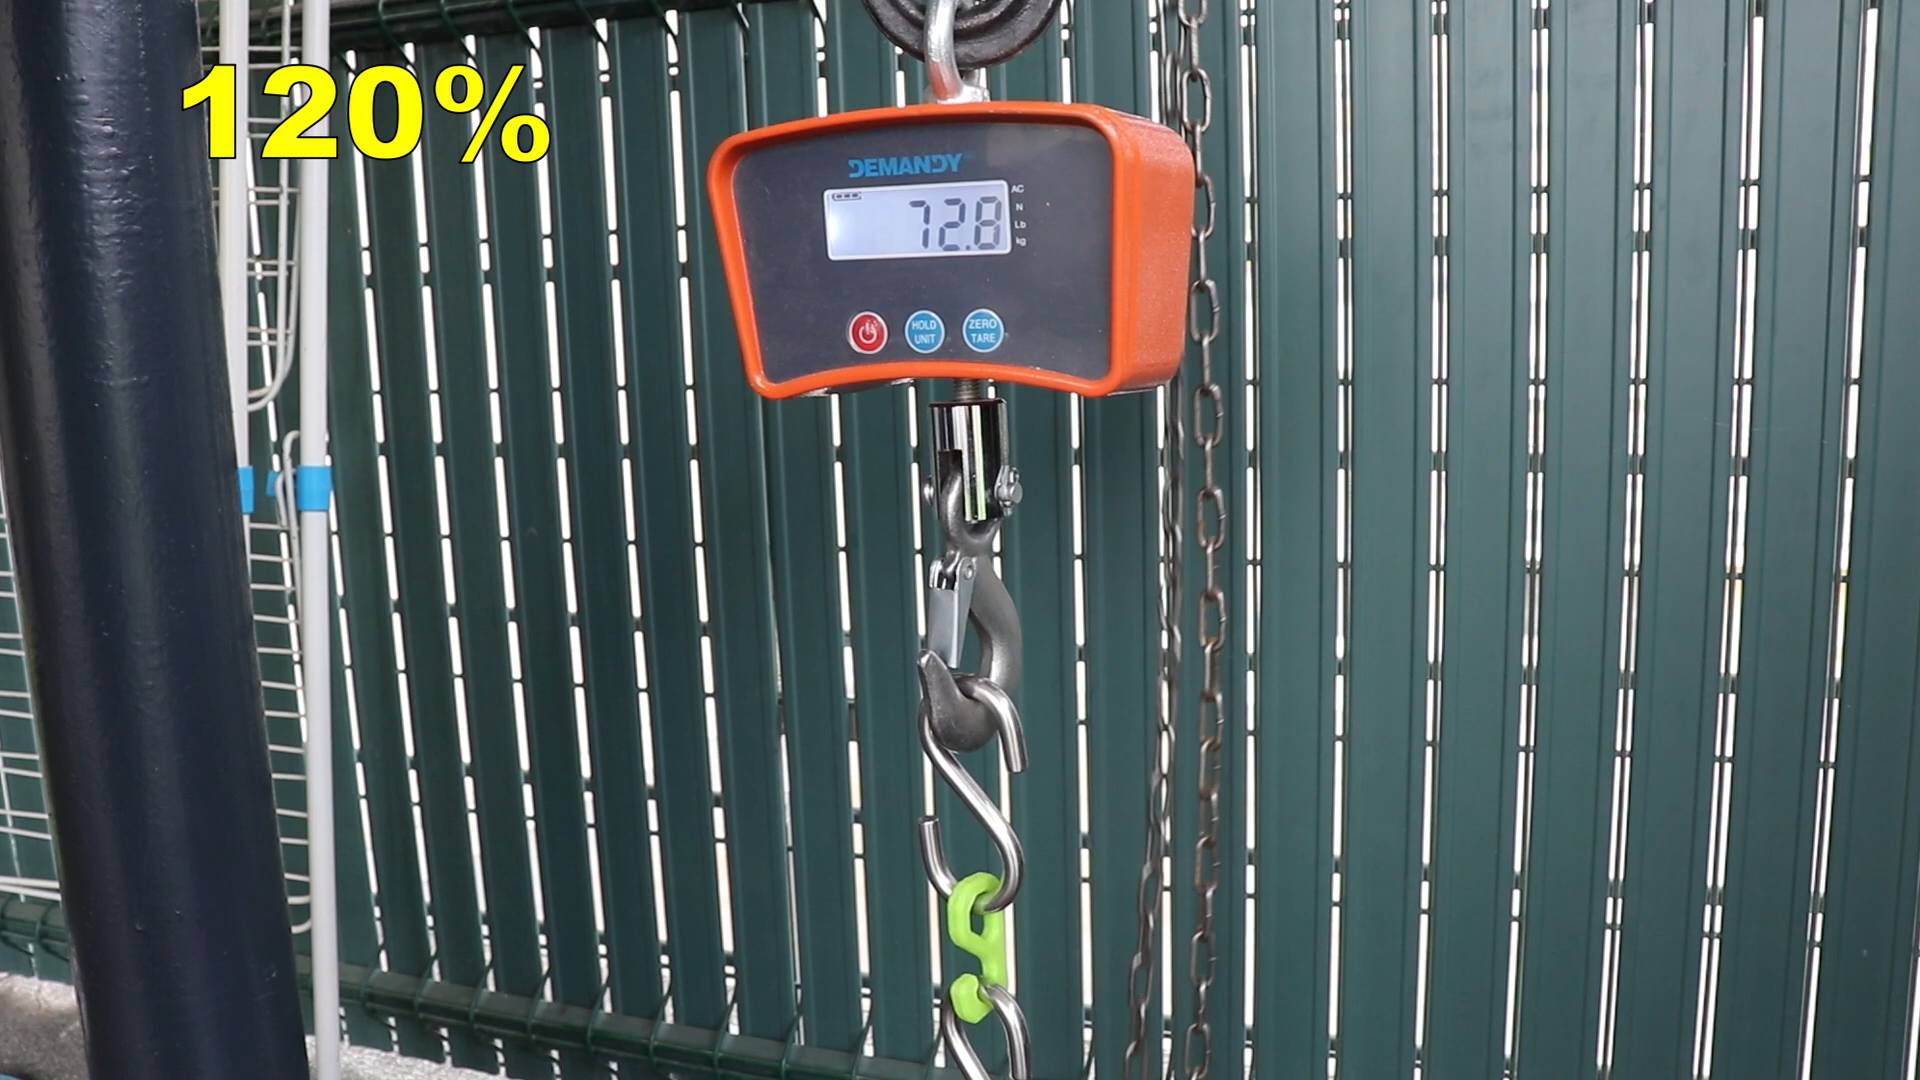 120%
DEMANDY
AC
N
72.8
Lb
kg
HOLD
UNIT
ZERO
TARE